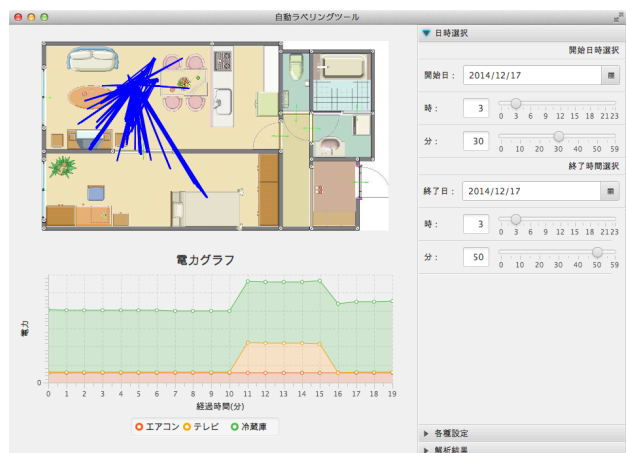 自動ラベリングツール
日時選択
開始日時選択
開始日： 2014/12/17
時： 3
0 3 6 9 12 15 18 2123
分： 30
0 10 20 30 40 50 59
終了時間選択
終了日： 2014/12/17
時： 3
0 3 6 9 12 15 18 2123
分： 50
0 10 20 30 40 50 59
電力グラフ
電力
0
0 1 2 3 4 5 6 7 8 9 10 11 12 13 14 15 16 17 18 19
経過時間(分)
エアコン テレビ 冷蔵庫
各種設定
解析結果